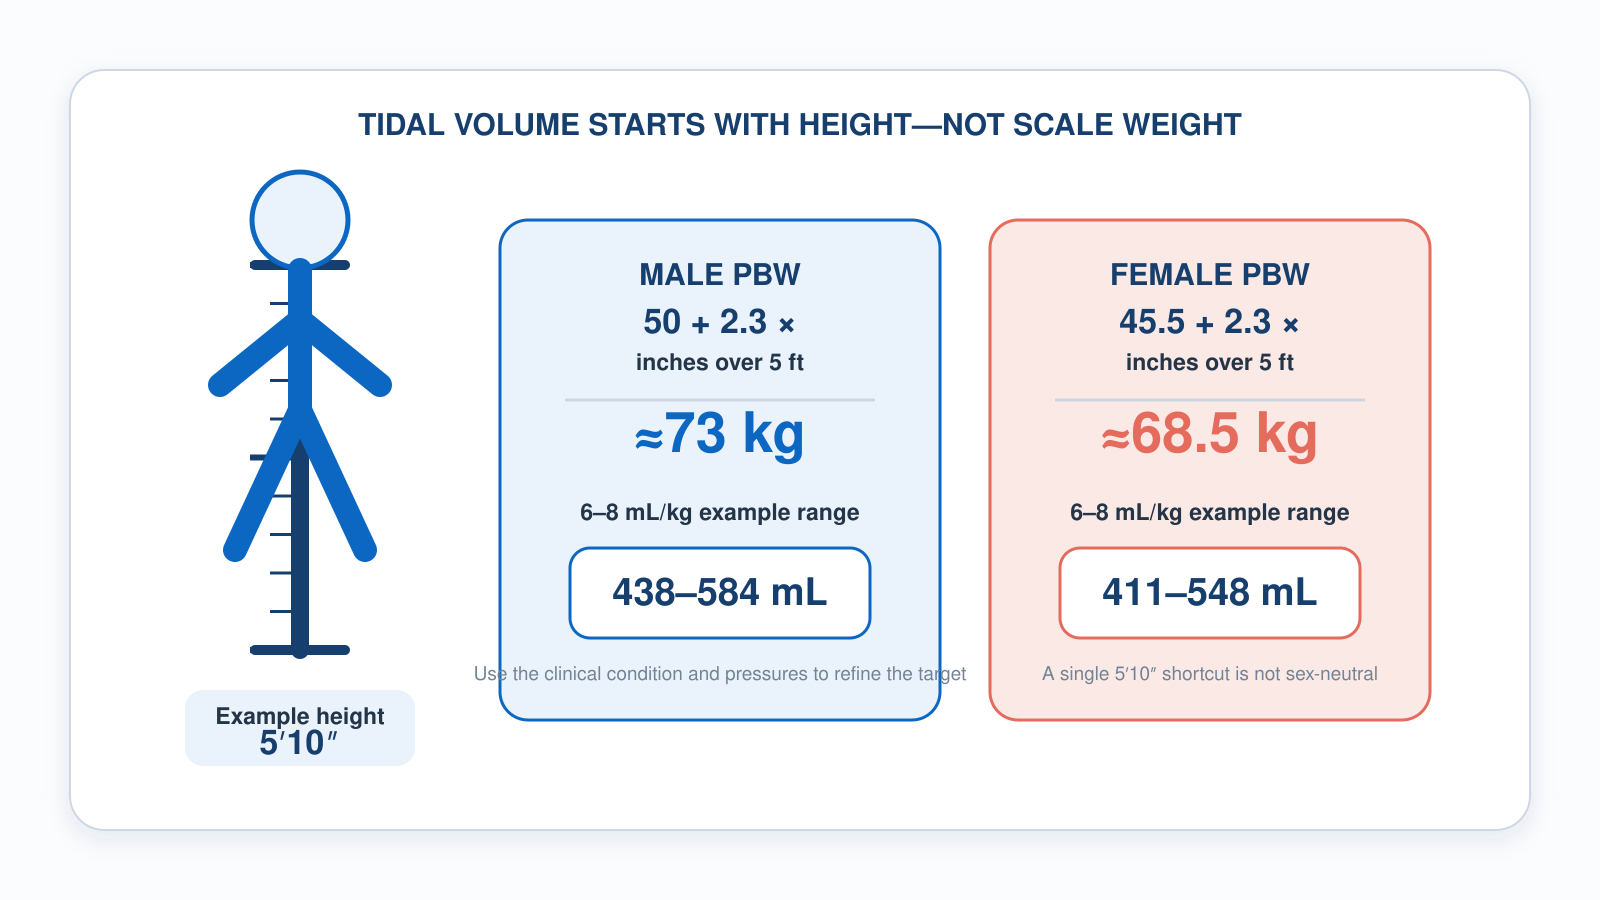 TIDAL VOLUME STARTS WITH HEIGHT—NOT SCALE WEIGHT
MALE PBW
50 + 2.3 ×
inches over 5 ft
≈73 kg
6–8 mL/kg example range
438–584 mL
Use the clinical condition and pressures to refine the target
FEMALE PBW
45.5 + 2.3 ×
inches over 5 ft
≈68.5 kg
6–8 mL/kg example range
411–548 mL
A single 5′10″ shortcut is not sex-neutral
Example height
5′10″